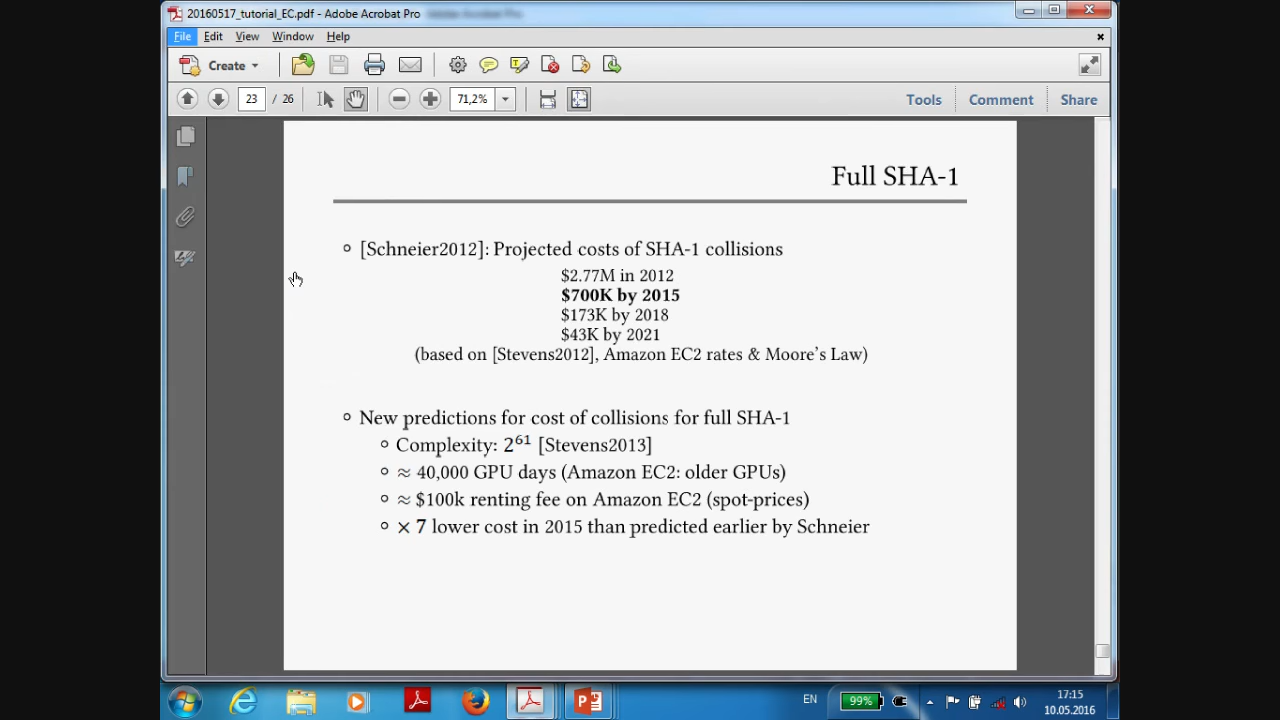 20160517_tutorial_EC.pdf - Adobe Acrobat Pro
File Edit View Window Help
Create
23 / 26 71,2% Tools Comment Share
Full SHA-1
[Schneier2012]: Projected costs of SHA-1 collisions
$2.77M in 2012
$700K by 2015
$173K by 2018
$43K by 2021
(based on [Stevens2012], Amazon EC2 rates & Moore's Law)
New predictions for cost of collisions for full SHA-1
Complexity: 2^61 [Stevens2013]
≈ 40,000 GPU days (Amazon EC2: older GPUs)
≈ $100k renting fee on Amazon EC2 (spot-prices)
× 7 lower cost in 2015 than predicted earlier by Schneier
EN 99% 17:15
10.05.2016